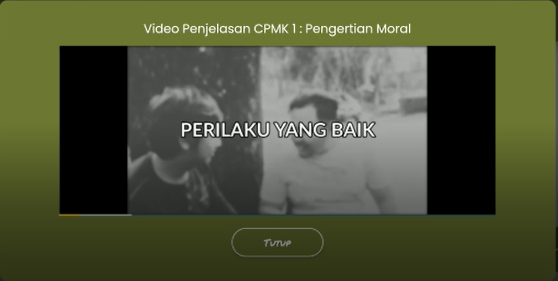 Video Penjelasan CPMK 1 : Pengertian Moral
PERILAKU YANG BAIK
Tutup